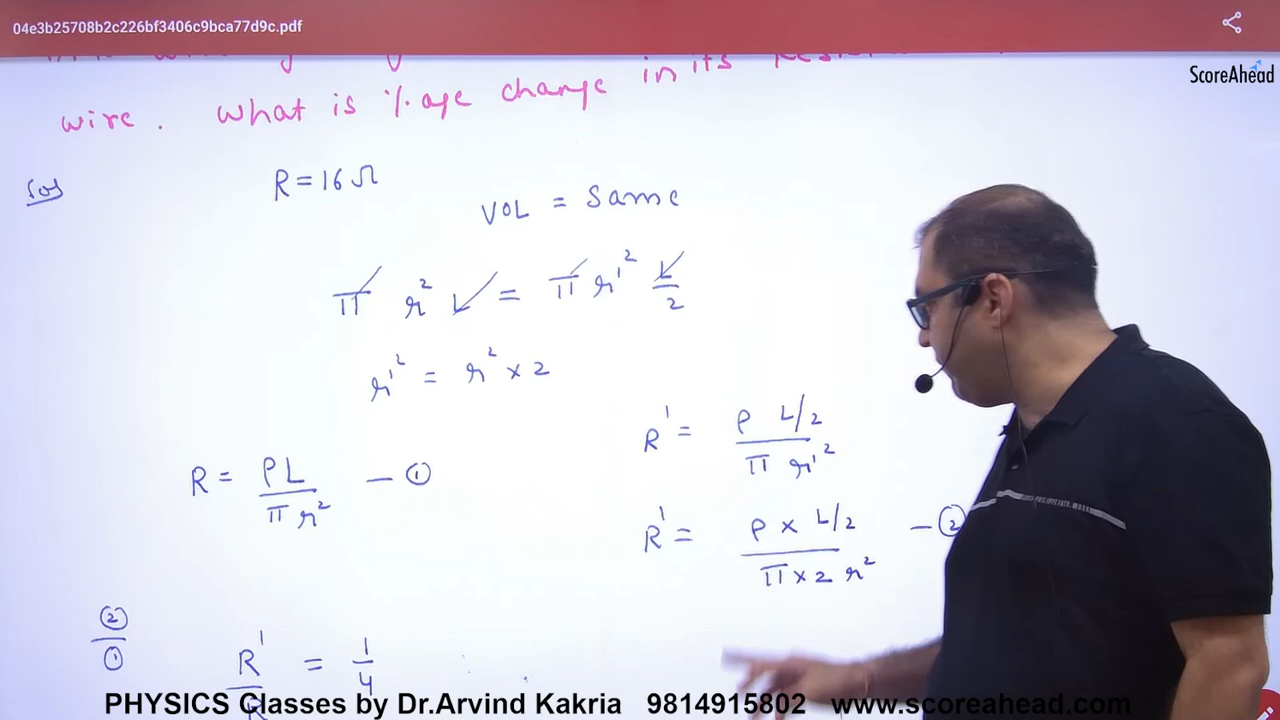 04e3b25708b2c226bf3406c9bca77d9c.pdf
ScoreAhead
in its
wire. What is %age change
Sol
R = 16 Ω
VOL = Same
π r² L = π r'² L/2
r'² = r² × 2
R = ρL / π r² — ①
R' = ρ L/2 / π r'²
R' = ρ × L/2 / π × 2 r² — ②
②/① R'/R = 1/4
PHYSICS Classes by Dr.Arvind Kakria 9814915802 www.scoreahead.com